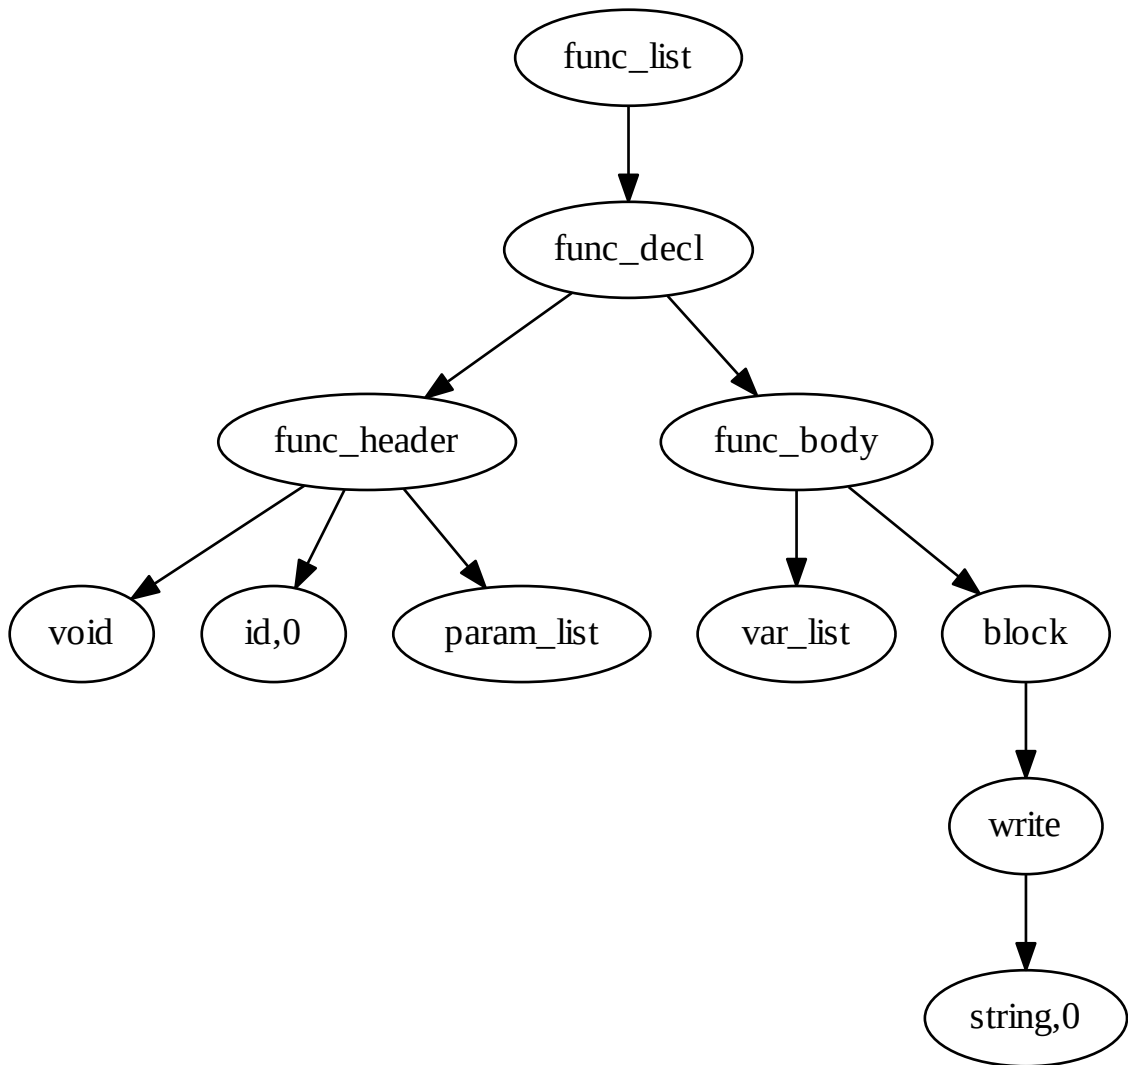 func_list
func_decl
func_header
func_body
void
id,0
param_list
var_list
block
write
string,0